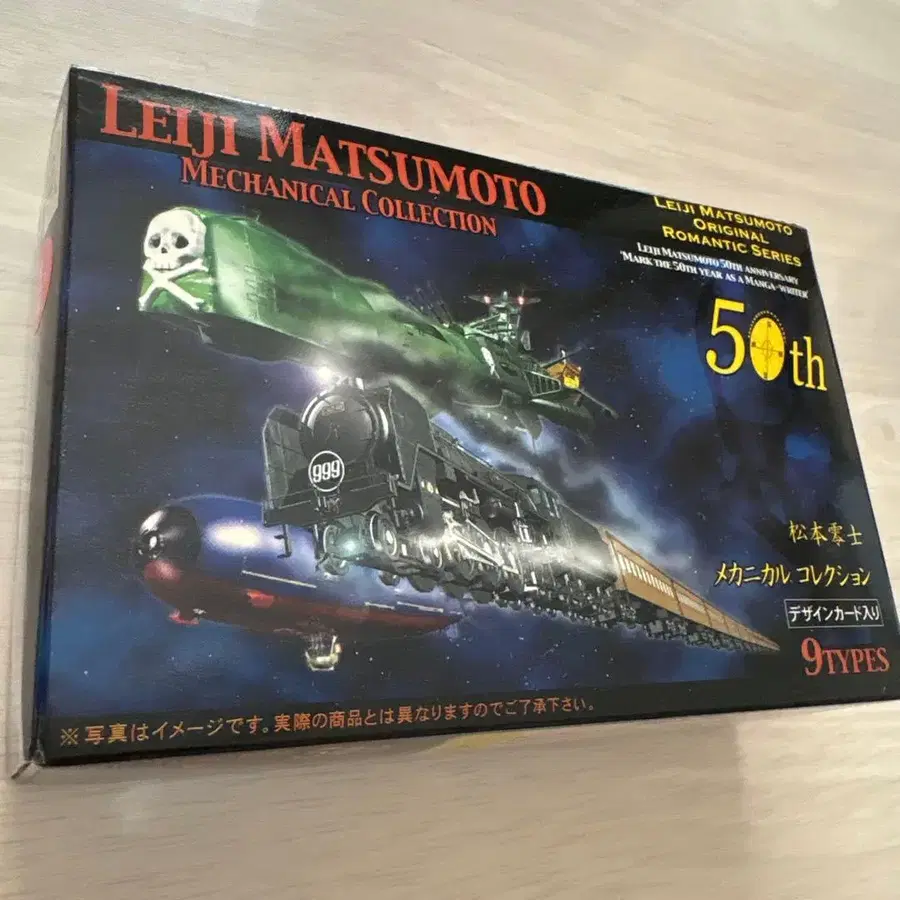 LEIJI MATSUMOTO
MECHANICAL COLLECTION
LEIJI MATSUMOTO
ORIGINAL
ROMANTIC SERIES
LEIJI MATSUMOTO 50TH ANNIVERSARY
"MARK THE 50TH YEAR AS A MANGA-WRITER"
50th
999
松本零士
メカニカル コレクション
デザインカード入り
9TYPES
※写真はイメージです。実際の商品とは異なりますのでご了承下さい。